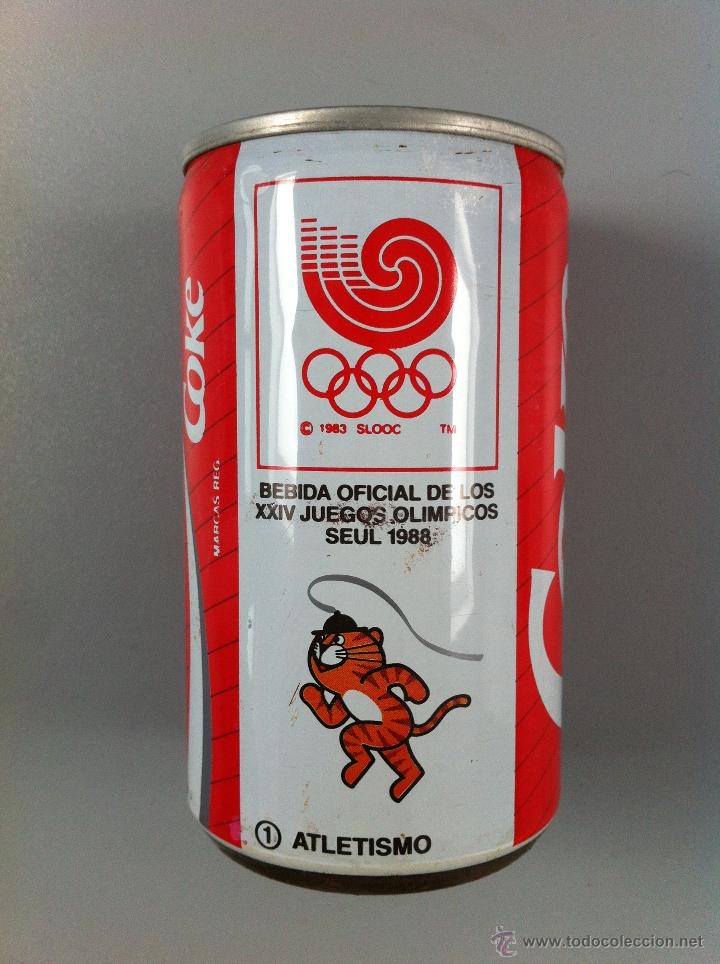 Coke
MARCAS REG.
© 1983 SLOOC TM
BEBIDA OFICIAL DE LOS
XXIV JUEGOS OLIMPICOS
SEUL 1988
1 ATLETISMO
www.todocoleccion.net